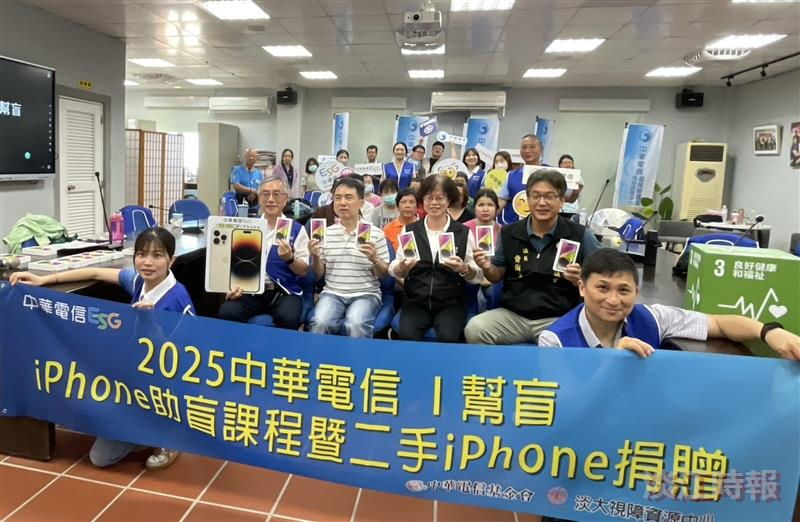 淡江時報
幫盲
ESG
3 良好健康
和福祉
中華電信ESG
2025中華電信 I 幫盲
iPhone助盲課程暨二手iPhone捐贈
中華電信基金會 淡大視障資源中心